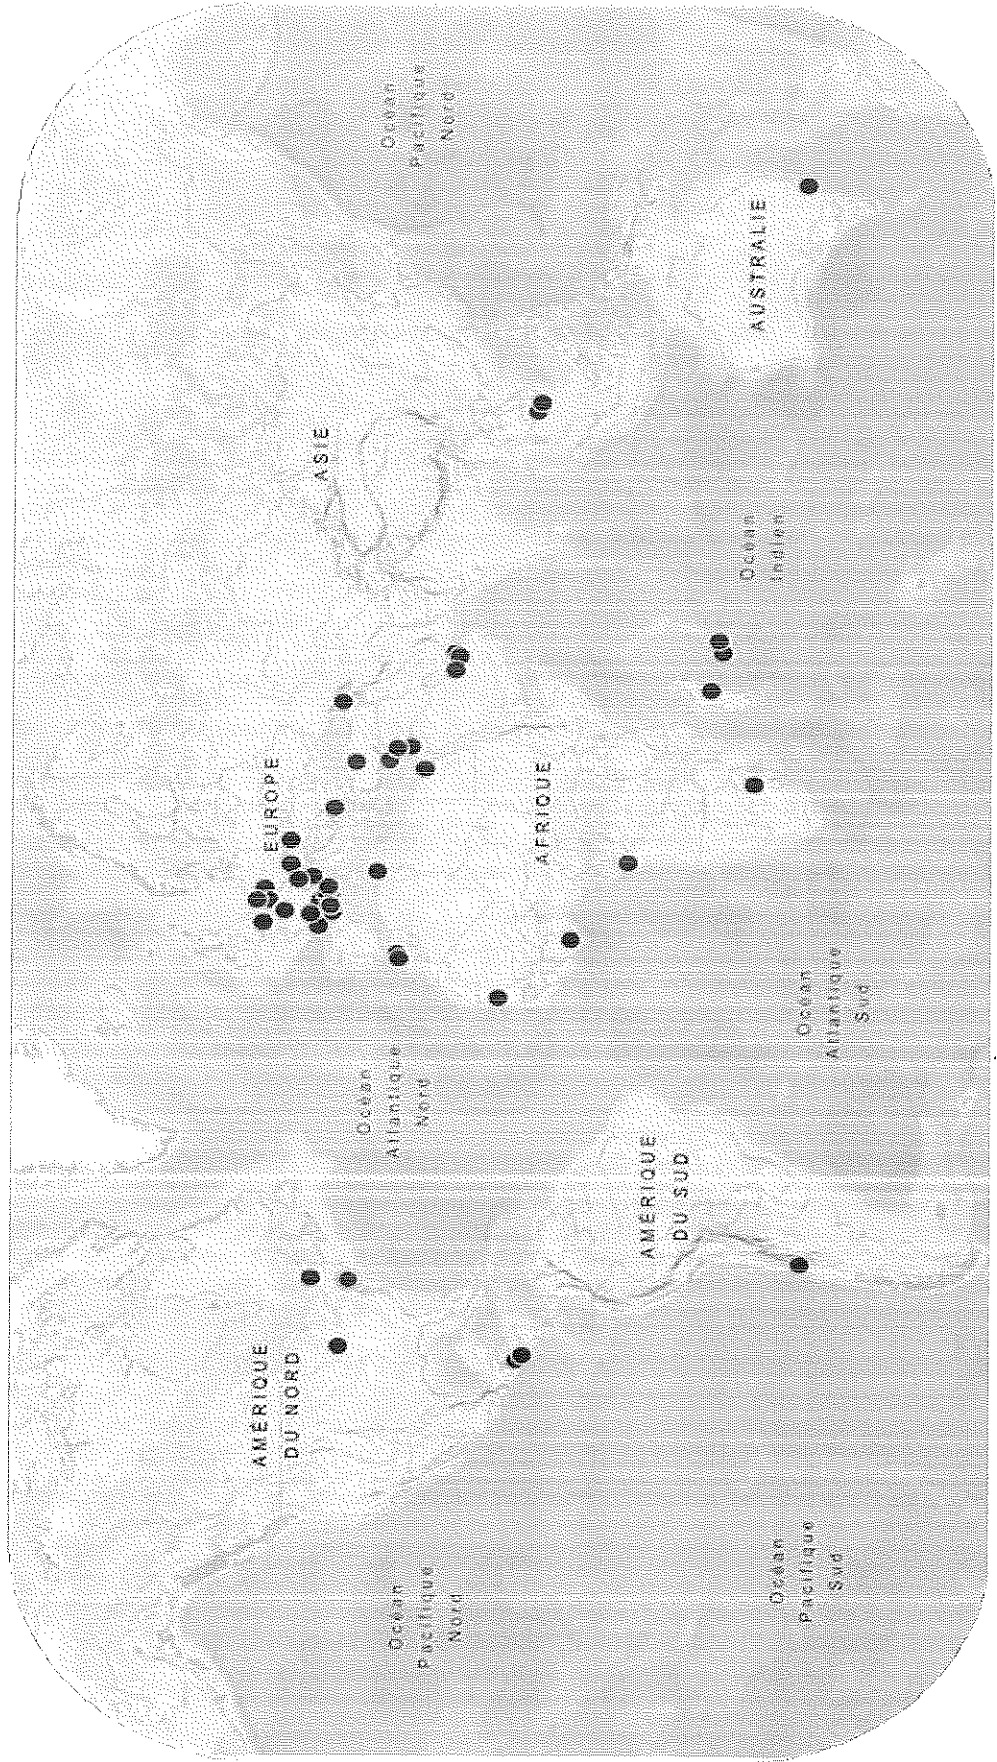 AMÉRIQUE
DU NORD
EUROPE
ASIE
Océan
Pacifique
Nord
Océan
Atlantique
Nord
Océan
Pacifique
Nord
AFRIQUE
AMÉRIQUE
DU SUD
Océan
Indien
AUSTRALIE
Océan
Pacifique
Sud
Océan
Atlantique
Sud